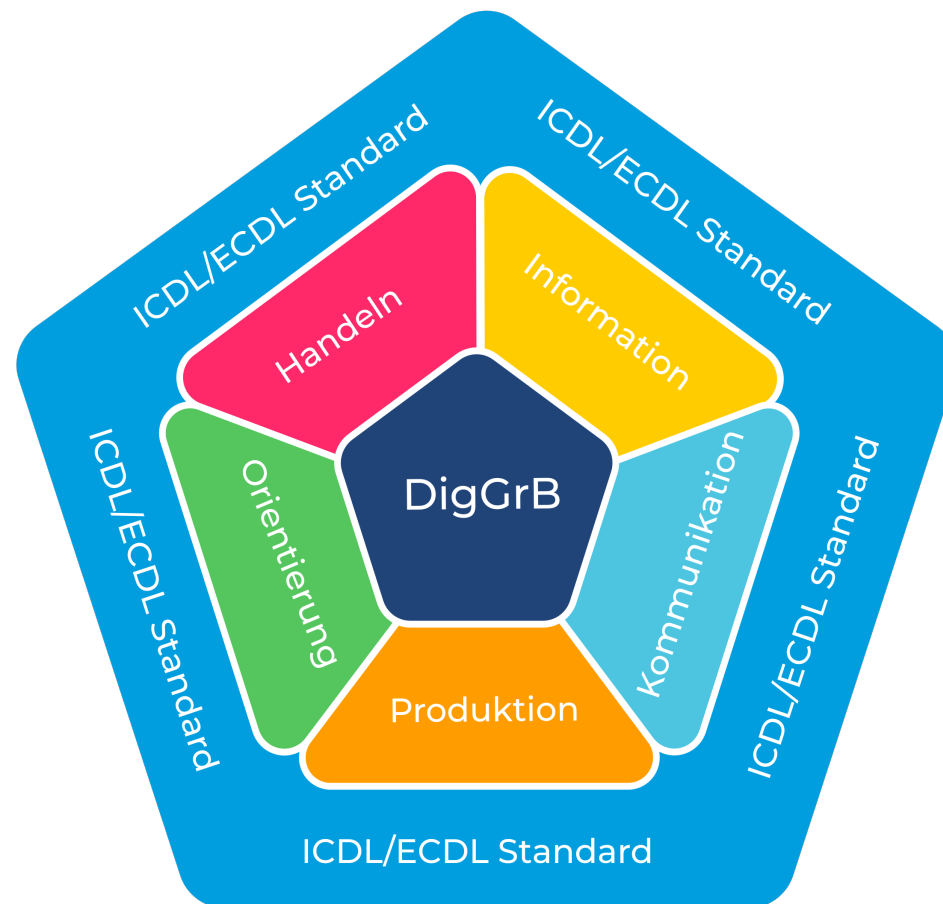 ICDL/ECDL Standard
ICDL/ECDL Standard
Handeln
Information
ICDL/ECDL Standard
Orientierung
DigGrB
Kommunikation
ICDL/ECDL Standard
Produktion
ICDL/ECDL Standard